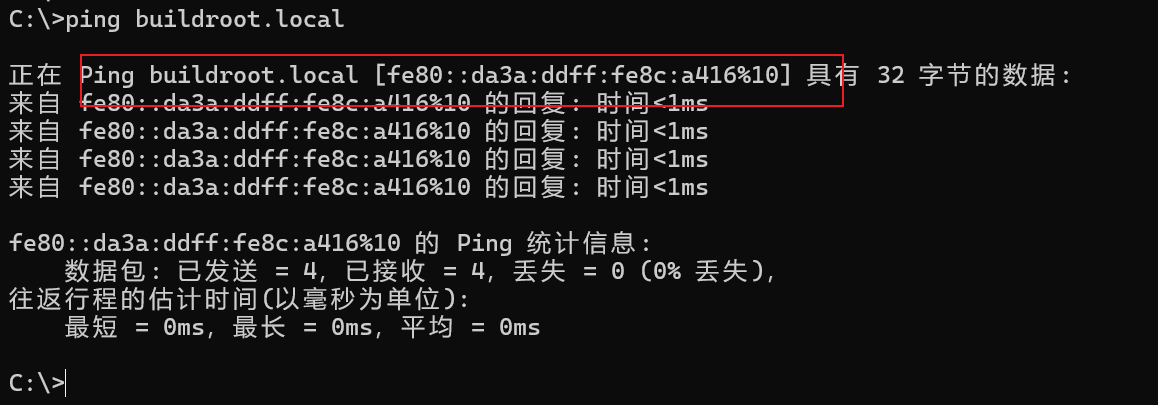 C:\>ping buildroot.local
正在 Ping buildroot.local [fe80::da3a:ddff:fe8c:a416%10] 具有 32 字节的数据:
来自 fe80::da3a:ddff:fe8c:a416%10 的回复: 时间<1ms
来自 fe80::da3a:ddff:fe8c:a416%10 的回复: 时间<1ms
来自 fe80::da3a:ddff:fe8c:a416%10 的回复: 时间<1ms
来自 fe80::da3a:ddff:fe8c:a416%10 的回复: 时间<1ms
fe80::da3a:ddff:fe8c:a416%10 的 Ping 统计信息:
数据包: 已发送 = 4，已接收 = 4，丢失 = 0 (0% 丢失)，
往返行程的估计时间(以毫秒为单位):
最短 = 0ms，最长 = 0ms，平均 = 0ms
C:\>